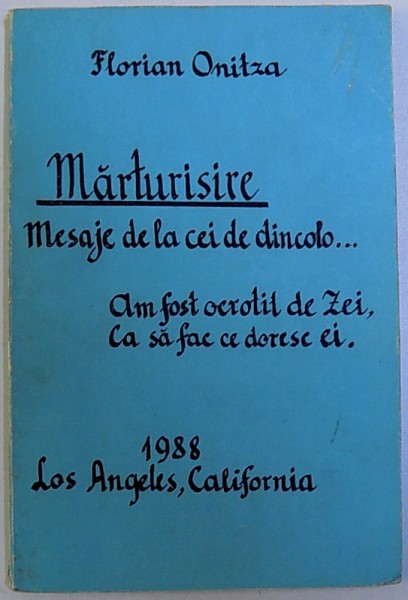 Florian Onitza
Mărturisire
Mesaje de la cei de dincolo...
Am fost ocrotit de Zei,
Ca să fac ce doresc ei.
1988
Los Angeles, California